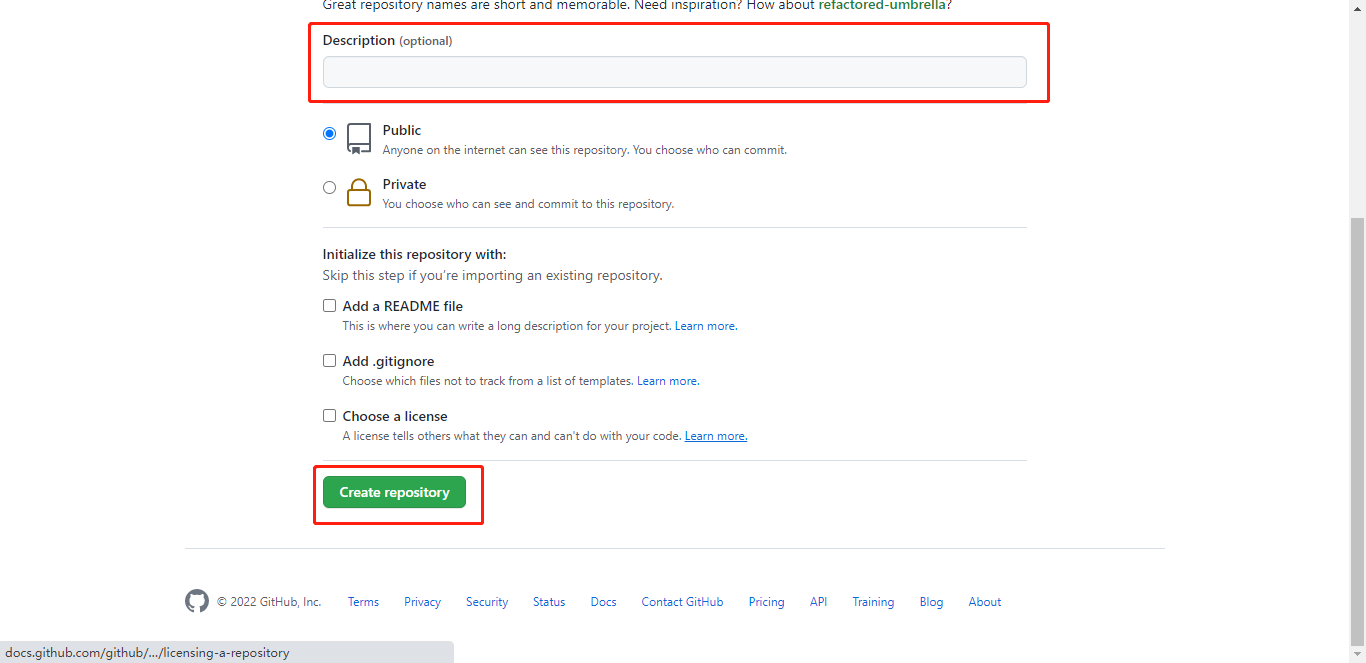 Great repository names are short and memorable. Need inspiration? How about refactored-umbrella?
Description (optional)
Public
Anyone on the internet can see this repository. You choose who can commit.
Private
You choose who can see and commit to this repository.
Initialize this repository with:
Skip this step if you’re importing an existing repository.
Add a README file
This is where you can write a long description for your project. Learn more.
Add .gitignore
Choose which files not to track from a list of templates. Learn more.
Choose a license
A license tells others what they can and can't do with your code. Learn more.
Create repository
© 2022 GitHub, Inc. Terms Privacy Security Status Docs Contact GitHub Pricing API Training Blog About
docs.github.com/github/.../licensing-a-repository